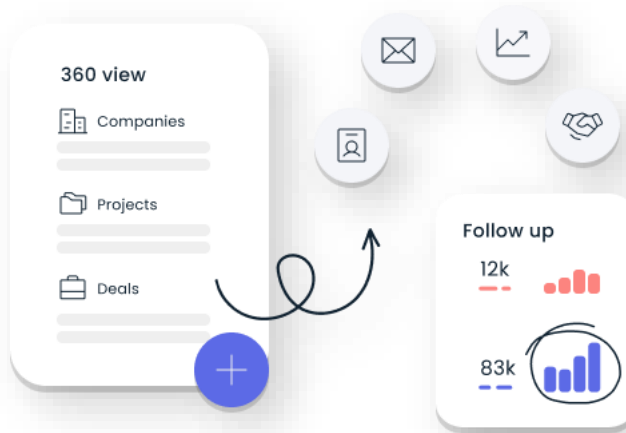 360 view
Companies
Projects
Deals
Follow up
12k
83k